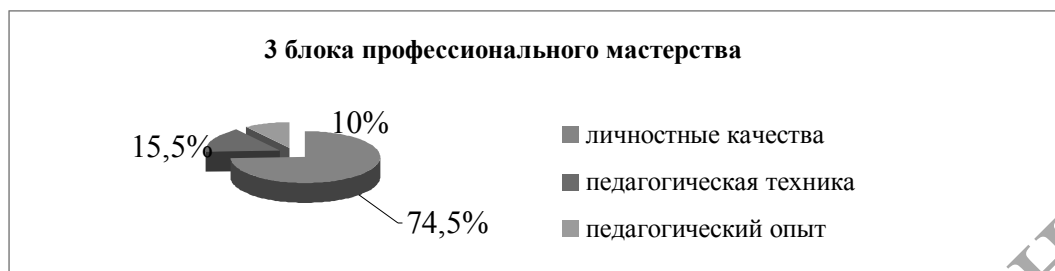 3 блока профессионального мастерства
10%
15,5%
74,5%
личностные качества
педагогическая техника
педагогический опыт